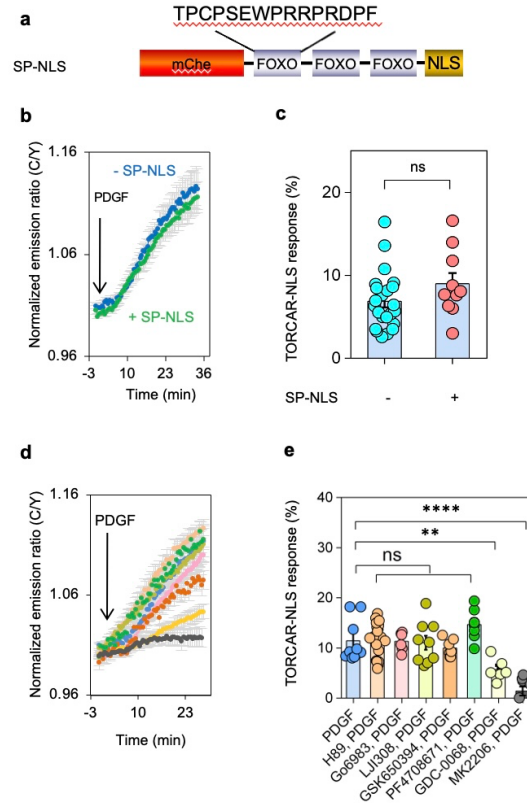 a
TPCPSEWPRRPRDPF
SP-NLS
mChe FOXO FOXO FOXO NLS
b
Normalized emission ratio (C/Y)
1.16
1.06
0.96
- SP-NLS
PDGF
+ SP-NLS
-3 10 23 36
Time (min)
c
TORCAR-NLS response (%)
20
10
0
ns
SP-NLS - +
d
Normalized emission ratio (C/Y)
1.16
1.06
0.96
PDGF
-3 10 23
Time (min)
e
TORCAR-NLS response (%)
40
30
20
10
0
****
**
ns
PDGF
H89, PDGF
Go6983, PDGF
LJI308, PDGF
GSK650394, PDGF
PF4708671, PDGF
GDC-0068, PDGF
MK2206, PDGF